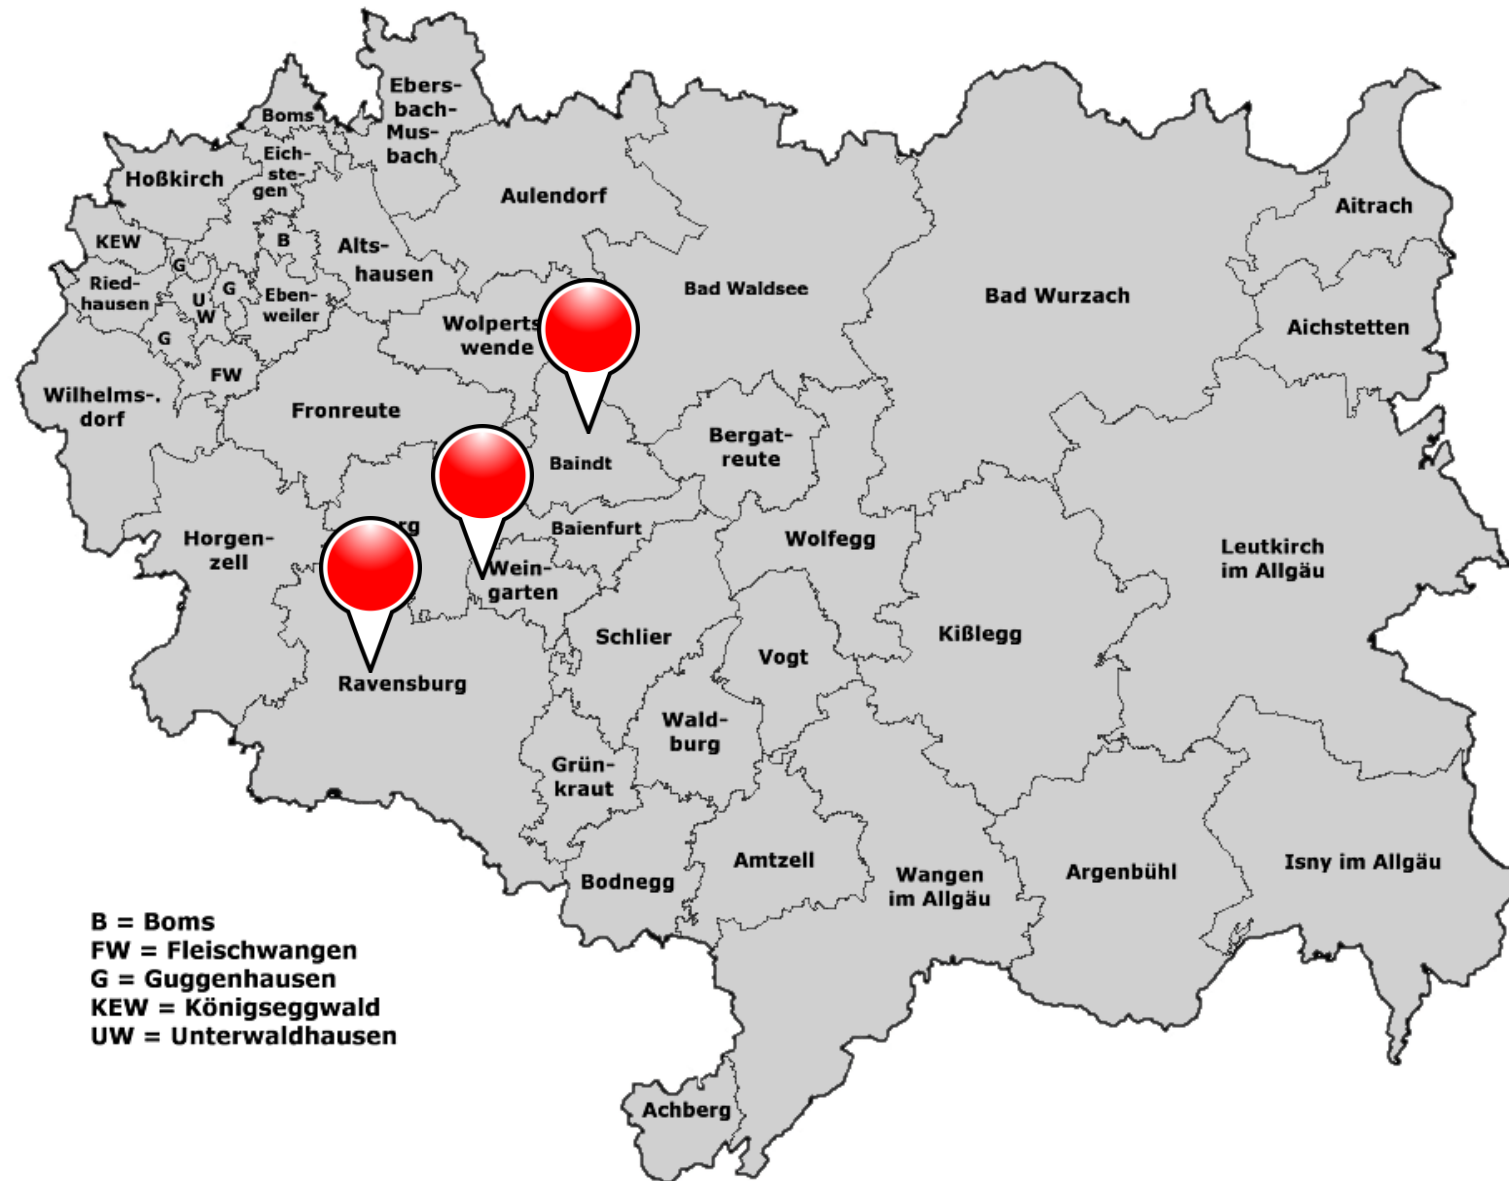 Ebers-
bach-
Mus-
bach
Boms
Eich-
ste-
gen
Hoßkirch
Aulendorf
Aitrach
KEW
B
Alts-
hausen
G
Ried-
hausen
G
U
W
Eben-
weiler
Bad Waldsee
Bad Wurzach
Wolperts
wende
Aichstetten
G
FW
Wilhelms-.
dorf
Fronreute
Bergat-
reute
Baindt
rg
Baienfurt
Horgen-
zell
Wolfegg
Leutkirch
im Allgäu
Wein-
garten
Schlier
Kißlegg
Vogt
Ravensburg
Wald-
burg
Grün-
kraut
Amtzell
Bodnegg
Wangen
im Allgäu
Argenbühl
Isny im Allgäu
B = Boms
FW = Fleischwangen
G = Guggenhausen
KEW = Königseggwald
UW = Unterwaldhausen
Achberg